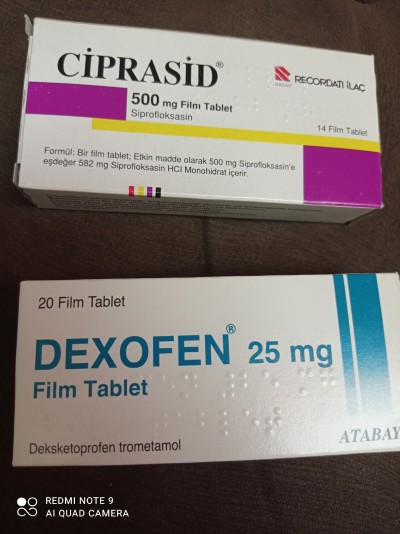 CİPRASİD®
RECORDATI İLAÇ
GROUP
500 mg Film Tablet
Siprofloksasin
14 Film Tablet
Formül: Bir film tablet; Etkin madde olarak 500 mg Siprofloksasin'e
eşdeğer 582 mg Siprofloksasin HCl Monohidrat içerir.
20 Film Tablet
DEXOFEN® 25 mg
Film Tablet
Deksketoprofen trometamol
ATABAY
REDMI NOTE 9
AI QUAD CAMERA